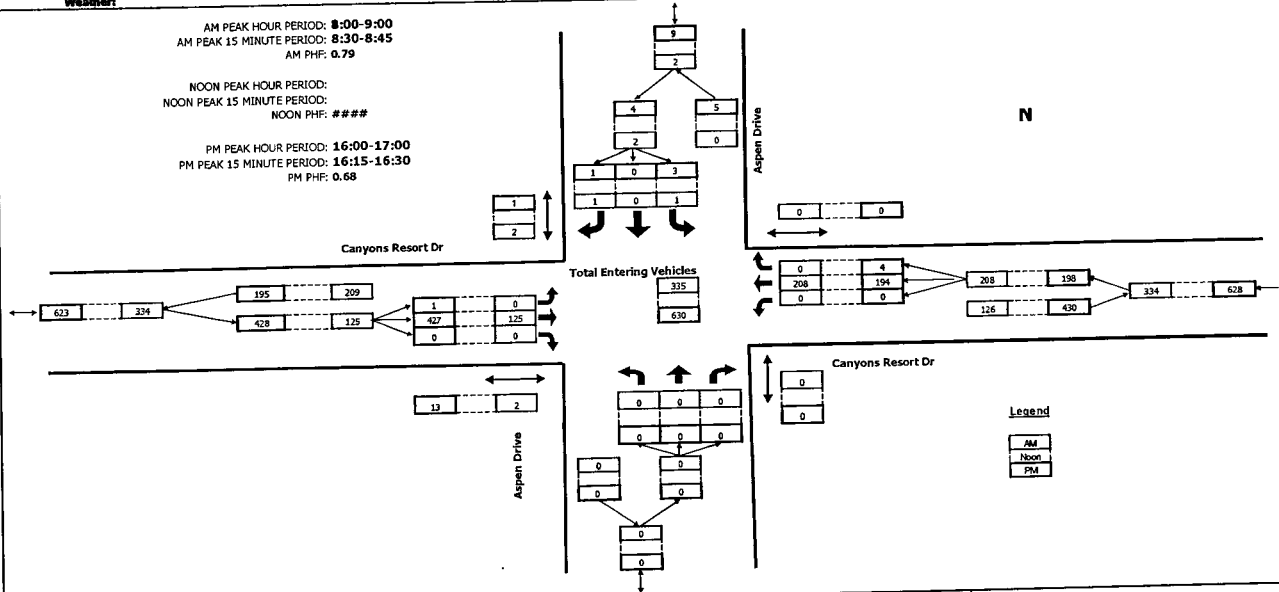 Weather:
AM PEAK HOUR PERIOD: 8:00-9:00
AM PEAK 15 MINUTE PERIOD: 8:30-8:45
AM PHF: 0.79
NOON PEAK HOUR PERIOD:
NOON PEAK 15 MINUTE PERIOD:
NOON PHF: ####
PM PEAK HOUR PERIOD: 16:00-17:00
PM PEAK 15 MINUTE PERIOD: 16:15-16:30
PM PHF: 0.68
9
2
4
2
5
0
1 0 3
1 0 1
Aspen Drive
N
1
2
0 0
Canyons Resort Dr
Total Entering Vehicles
335
630
623 334
195 209
428 125
1 0
427 125
0 0
0 4
208 194
0 0
208 198
126 430
334 628
Canyons Resort Dr
0
0
13 2
Aspen Drive
0 0 0
0 0 0
0
0
0
0
0
0
Legend
AM
Noon
PM